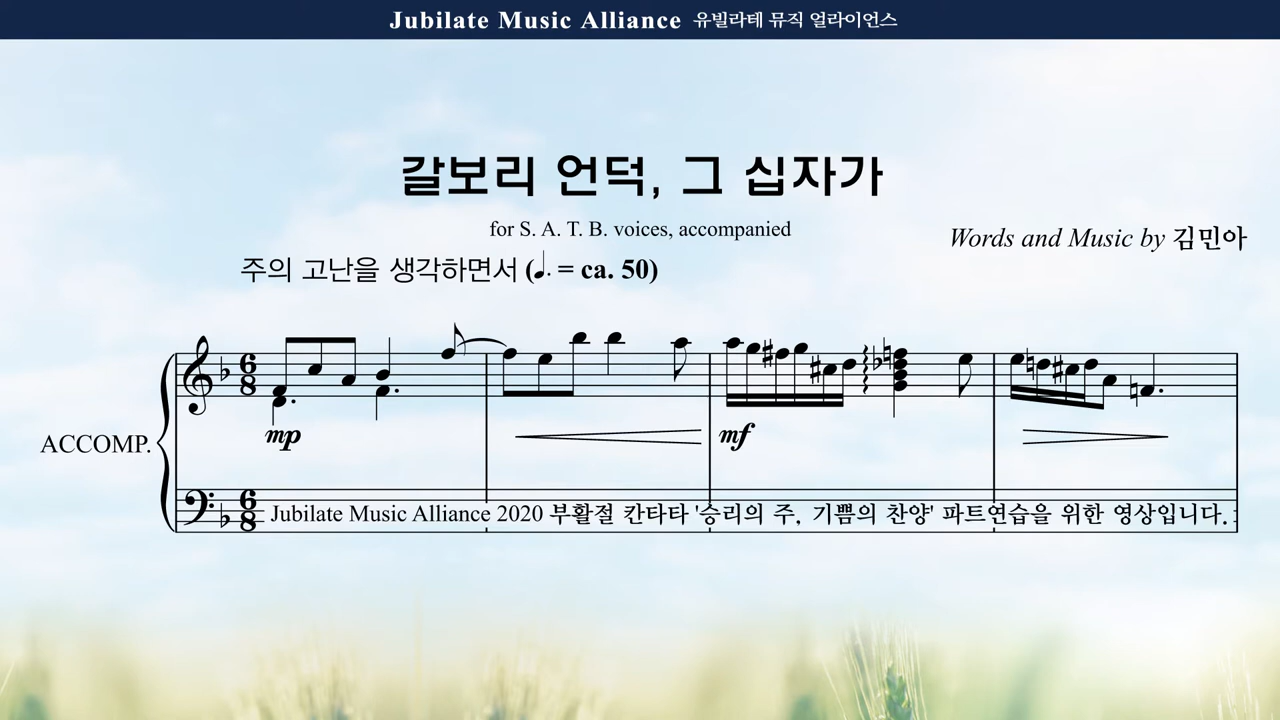 Jubilate Music Alliance 유빌라테 뮤직 얼라이언스
갈보리 언덕, 그 십자가
for S. A. T. B. voices, accompanied
Words and Music by 김민아
주의 고난을 생각하면서 (♩. = ca. 50)
6 8
mp
mf
ACCOMP.
6 8
Jubilate Music Alliance 2020 부활절 칸타타 '승리의 주, 기쁨의 찬양' 파트연습을 위한 영상입니다.